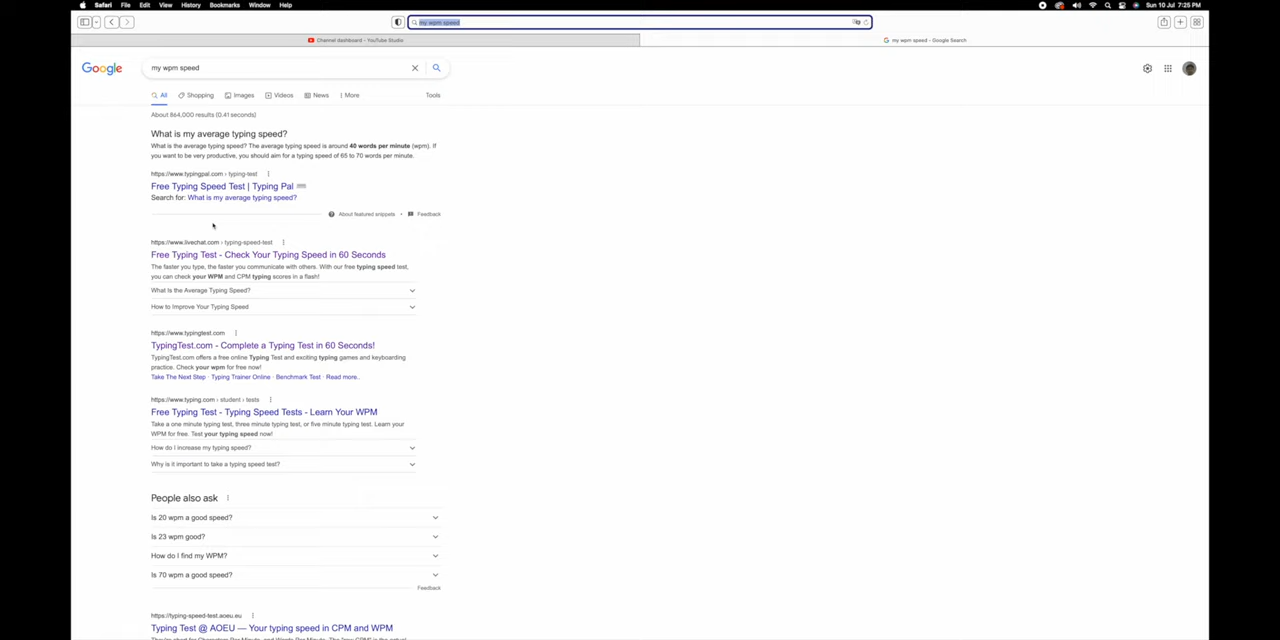 Safari File Edit View History Bookmarks Window Help Sun 10 Jul 7:25 PM
my wpm speed
Channel dashboard - YouTube Studio my wpm speed - Google Search
Google my wpm speed
All Shopping Images Videos News More Tools
About 864,000 results (0.41 seconds)
What is my average typing speed?
What is the average typing speed? The average typing speed is around 40 words per minute (wpm). If
you want to be very productive, you should aim for a typing speed of 65 to 70 words per minute.
https://www.typingpal.com › typing-test
Free Typing Speed Test | Typing Pal
Search for: What is my average typing speed?
About featured snippets • Feedback
https://www.livechat.com › typing-speed-test
Free Typing Test - Check Your Typing Speed in 60 Seconds
The faster you type, the faster you communicate with others. With our free typing speed test,
you can check your WPM and CPM typing scores in a flash!
What Is the Average Typing Speed?
How to Improve Your Typing Speed
https://www.typingtest.com
TypingTest.com - Complete a Typing Test in 60 Seconds!
TypingTest.com offers a free online Typing Test and exciting typing games and keyboarding
practice. Check your wpm for free now!
Take The Next Step · Typing Trainer Online · Benchmark Test · Read more..
https://www.typing.com › student › tests
Free Typing Test - Typing Speed Tests - Learn Your WPM
Take a one minute typing test, three minute typing test, or five minute typing test. Learn your
WPM for free. Test your typing speed now!
How do I increase my typing speed?
Why is it important to take a typing speed test?
People also ask
Is 20 wpm a good speed?
Is 23 wpm good?
How do I find my WPM?
Is 70 wpm a good speed?
Feedback
https://typing-speed-test.aoeu.eu
Typing Test @ AOEU — Your typing speed in CPM and WPM